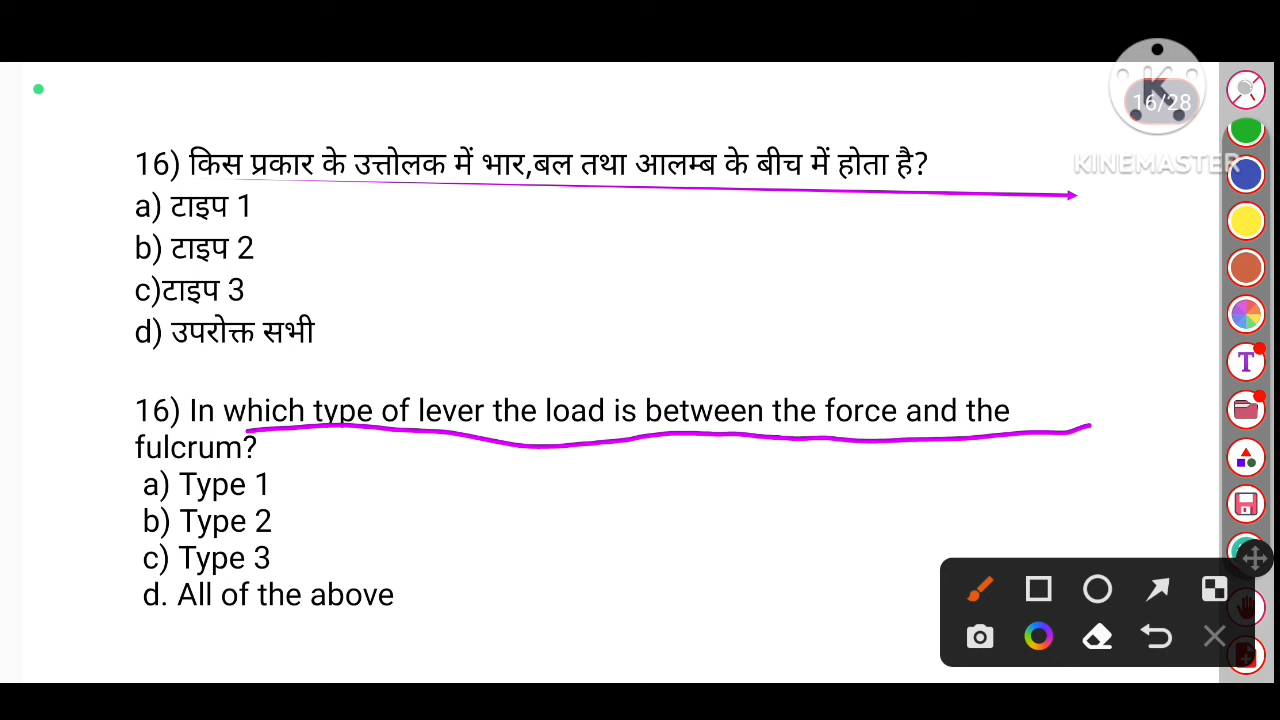 16/28
KINEMASTER
16) किस प्रकार के उत्तोलक में भार,बल तथा आलम्ब के बीच में होता है?
a) टाइप 1
b) टाइप 2
c)टाइप 3
d) उपरोक्त सभी
16) In which type of lever the load is between the force and the
fulcrum?
a) Type 1
b) Type 2
c) Type 3
d. All of the above
T